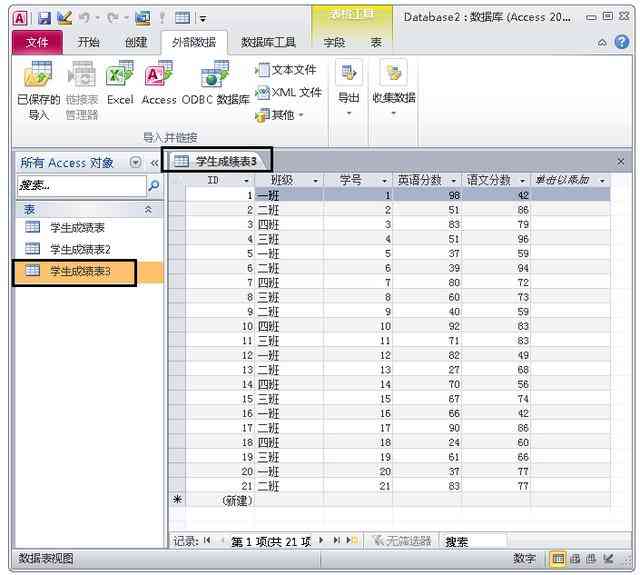 表格工具
Database2 : 数据库 (Access 20...
文件 开始 创建 外部数据 数据库工具 字段 表
已保存的导入
链接表管理器
Excel
Access
ODBC 数据库
文本文件
XML 文件
其他
导出
收集数据
导入并链接
所有 Access 对象
搜索...
表
学生成绩表
学生成绩表2
学生成绩表3
学生成绩表3
ID 班级 学号 英语分数 语文分数 单击以添加
1 一班 1 98 42
2 二班 2 51 86
3 四班 3 83 79
4 三班 4 51 96
5 一班 5 37 59
6 二班 6 39 94
7 四班 7 80 72
8 三班 8 60 73
9 二班 9 40 59
10 四班 10 92 83
11 三班 11 71 83
12 一班 12 82 49
13 二班 13 27 68
14 四班 14 70 56
15 三班 15 67 74
16 一班 16 66 42
17 二班 17 90 86
18 四班 18 24 60
19 三班 19 61 66
20 一班 20 37 77
21 二班 21 83 77
(新建)
记录: 第 1 项(共 21 项 无筛选器 搜索
数据表视图 数字